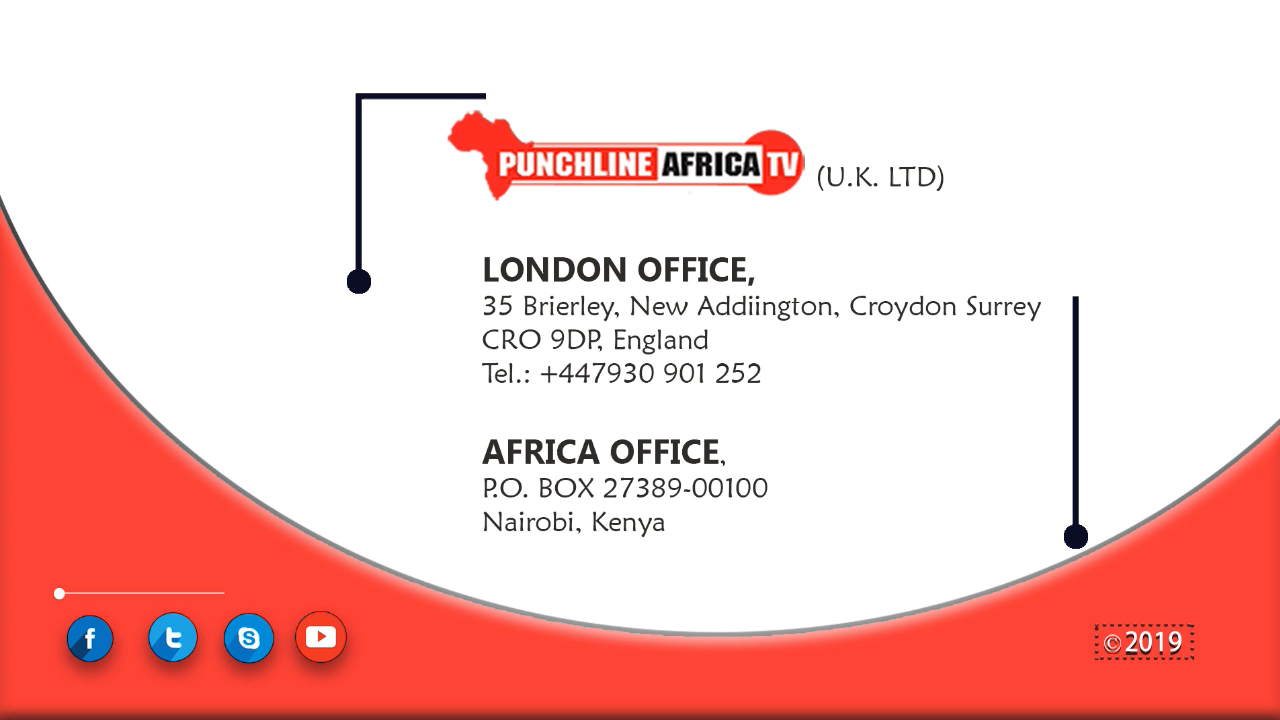 PUNCHLINE AFRICA TV (U.K. LTD)
LONDON OFFICE,
35 Brierley, New Addiington, Croydon Surrey
CRO 9DP, England
Tel.: +447930 901 252
AFRICA OFFICE,
P.O. BOX 27389-00100
Nairobi, Kenya
©2019